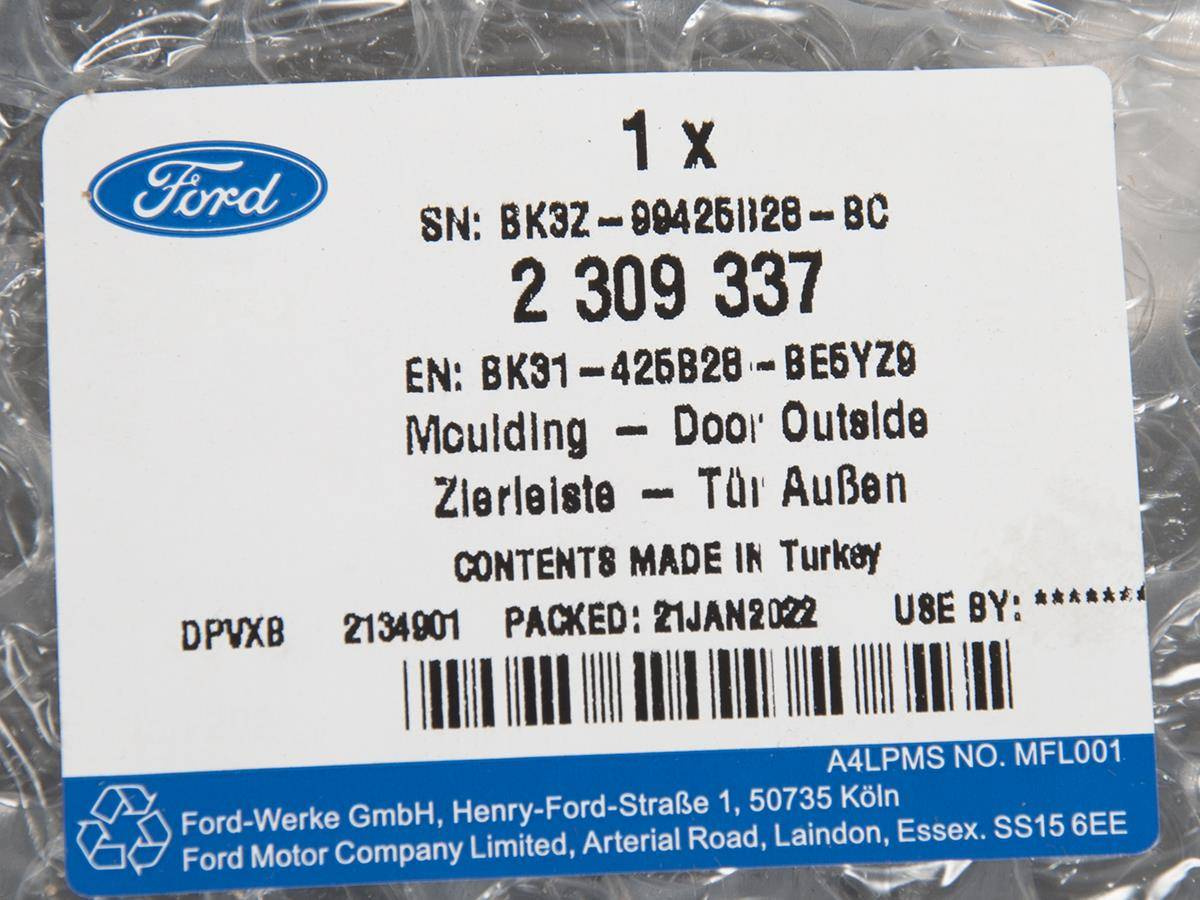 Ford
1 x
SN: BK3Z-99425B28-BC
2 309 337
EN: BK31-425B28-BE5YZ9
Moulding - Door Outside
Zierleiste - Tür Außen
CONTENTS MADE IN Turkey
DPVXB 2134901 PACKED: 21JAN2022 USE BY: *******
A4LPMS NO. MFL001
Ford-Werke GmbH, Henry-Ford-Straße 1, 50735 Köln
Ford Motor Company Limited, Arterial Road, Laindon, Essex. SS15 6EE